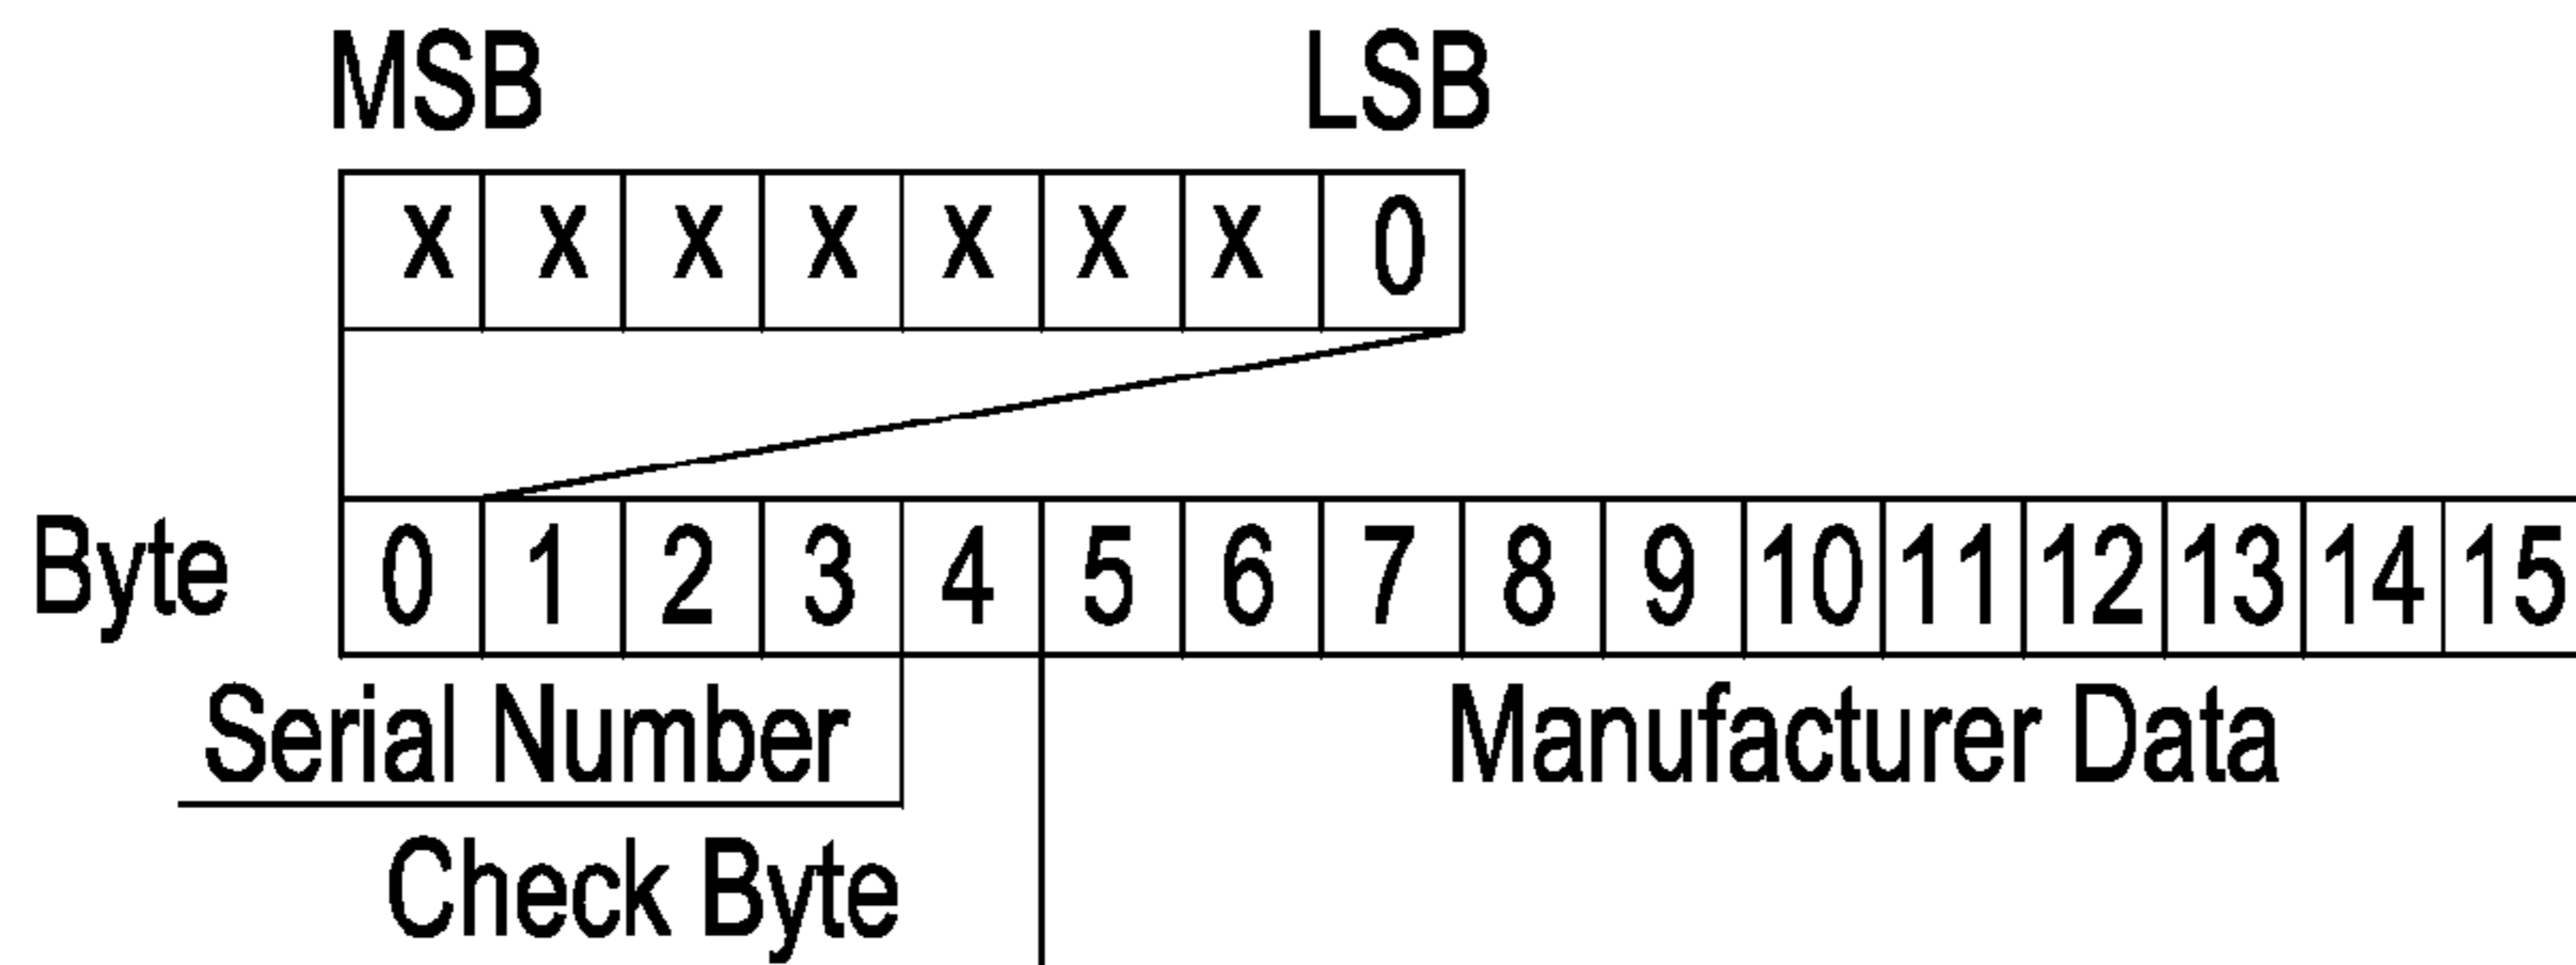 MSB LSB
x x x x x x x 0
Byte 0 1 2 3 4 5 6 7 8 9 10 11 12 13 14 15
Serial Number Manufacturer Data
Check Byte